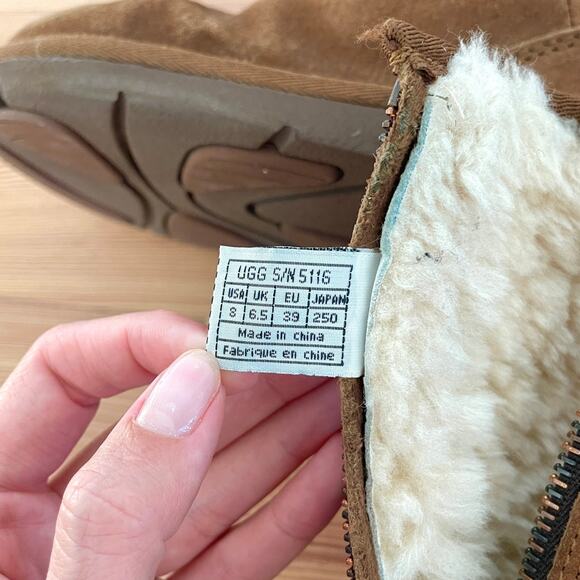 UGG S/N 5116
USA UK EU JAPAN
8 6.5 39 250
Made in China
Fabrique en Chine